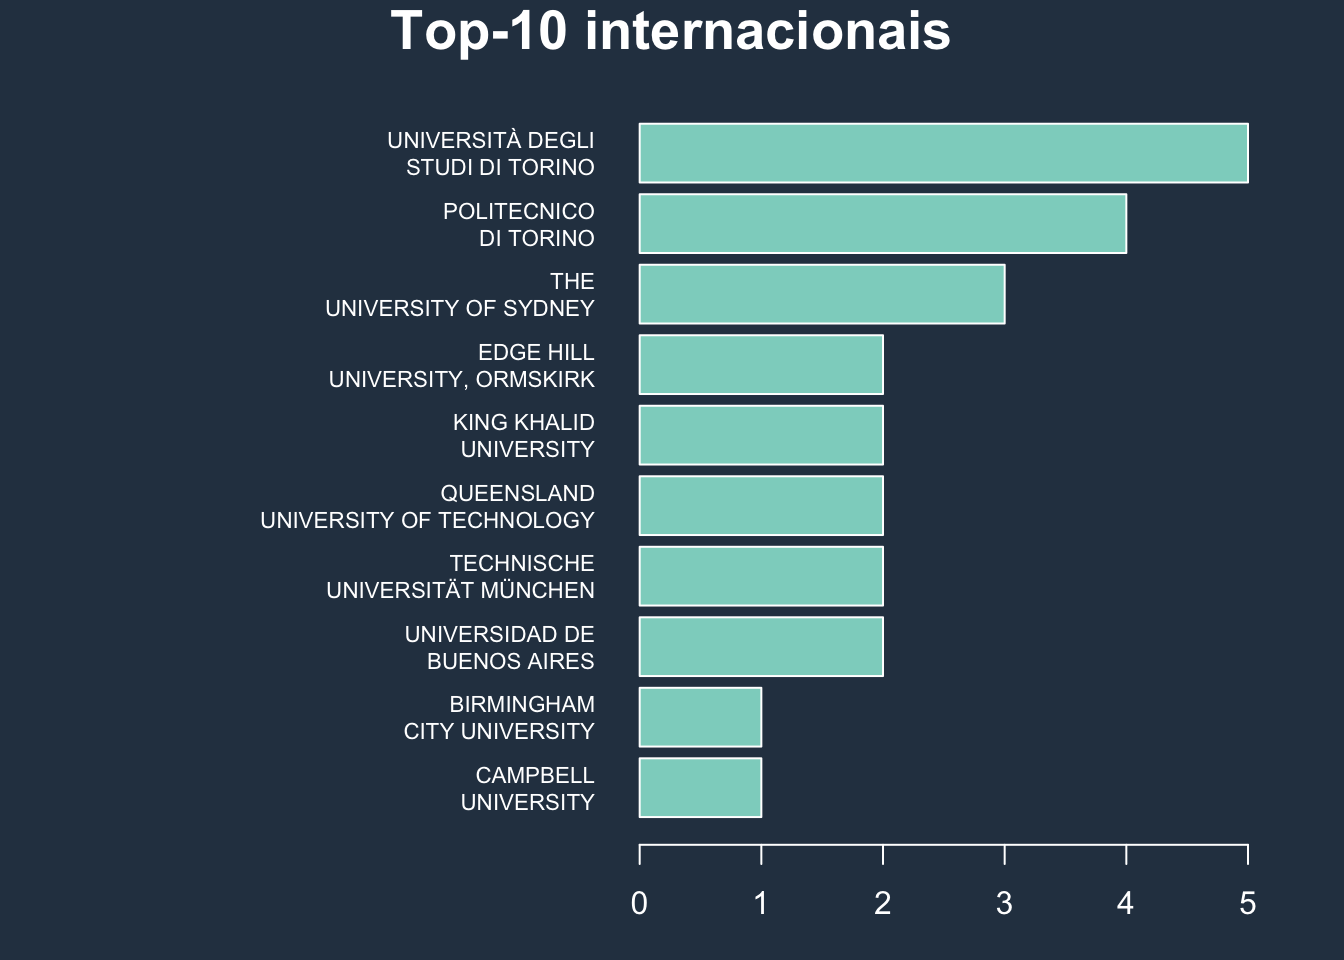 Top-10 internacionais
UNIVERSITÀ DEGLI
STUDI DI TORINO
POLITECNICO
DI TORINO
THE
UNIVERSITY OF SYDNEY
EDGE HILL
UNIVERSITY, ORMSKIRK
KING KHALID
UNIVERSITY
QUEENSLAND
UNIVERSITY OF TECHNOLOGY
TECHNISCHE
UNIVERSITÄT MÜNCHEN
UNIVERSIDAD DE
BUENOS AIRES
BIRMINGHAM
CITY UNIVERSITY
CAMPBELL
UNIVERSITY
0 1 2 3 4 5